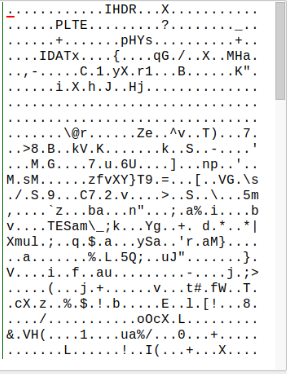 ............IHDR...X...........
......PLTE.........?........_..
......+.......pHYs..........+..
....IDATx....{....qG./..X..MHa.
..,-.....C.1.yX.r1...B......K".
......i.X.h.J..Hj..............
...............................
...............................
.......\@r......Ze..^v..T)...7.
..>8.B..kV.K.......k..S..-....'
...M.G....7.u.6U....]...np..'..
M.sM......zfvXY}T9.=...[..VG.\s
./.S.9...C7.2.v....>..S..\...5m
,....`z...ba...n"...;.a%.i....b
v....TESam\_;k...Yg..+. d.*..*|
Xmul.;..q.$.a...ySa..'r.aM}....
..a.......%.L.5Q;..uJ".......}.
V....i..f..au.........-....j.;>
.....(...j.+......v...t#.fW..T.
.cX.z..%.$.!.b.....E..l.[!...8.
..../...........oOcX.L.........
&.VH(....1....ua%/...0...+.....
.......L......!..I(...+...X....